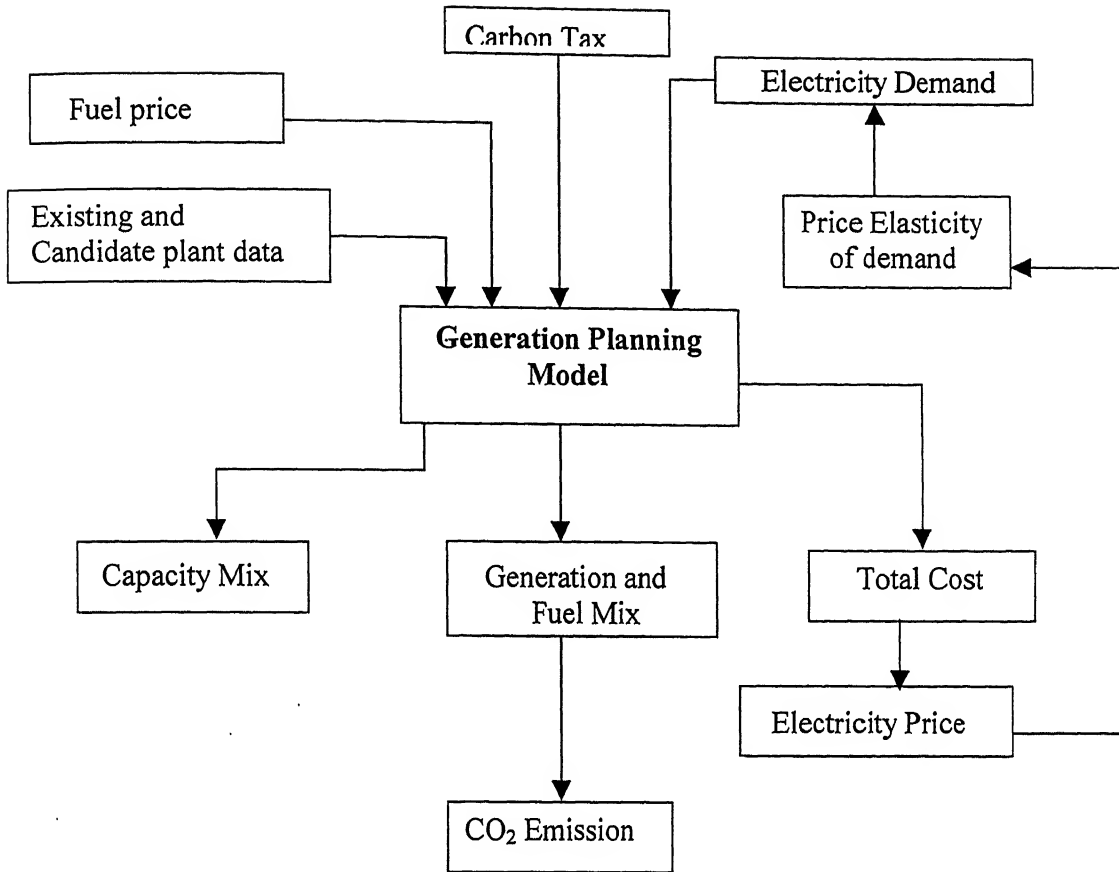 Carbon Tax
Electricity Demand
Fuel price
Existing and
Candidate plant data
Price Elasticity
of demand
Generation Planning
Model
Capacity Mix
Generation and
Fuel Mix
Total Cost
Electricity Price
CO₂ Emission